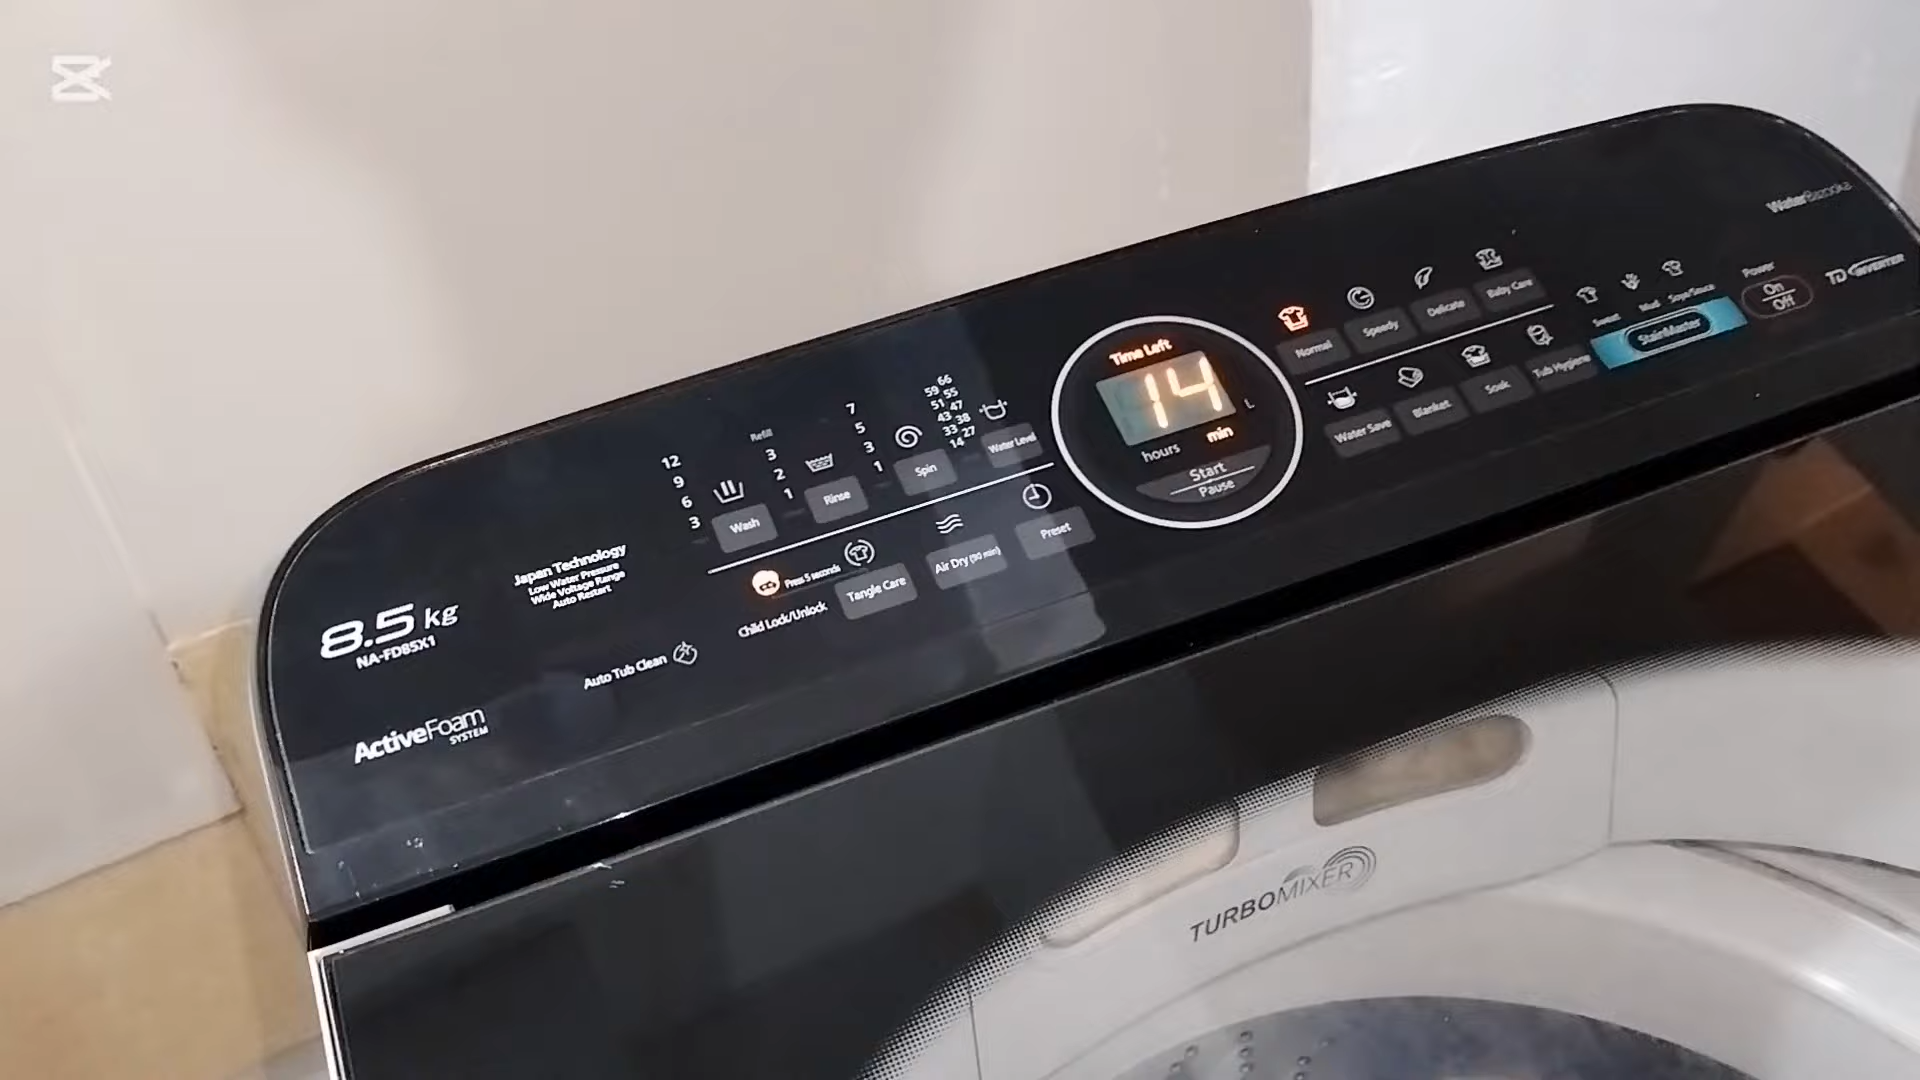 WaterBazooka
TD INVERTER
Power
On
Off
Sweat
Mud
Soya/Sauce
StainMaster
Normal
Speedy
Delicate
Baby Care
Water Save
Blanket
Soak
Tub Hygiene
Time Left
14
L
hours
min
Start
Pause
59 66
51 55
43 47
33 38
14 27
Water Level
7
5
3
1
Spin
Refill
3
2
1
Rinse
12
9
6
3
Wash
Preset
Air Dry (90 min)
Tangle Care
Press 5 seconds
Child Lock/Unlock
Auto Tub Clean
Japan Technology
Low Water Pressure
Wide Voltage Range
Auto Restart
8.5 kg
NA-FD85X1
ActiveFoam
SYSTEM
TURBOMIXER